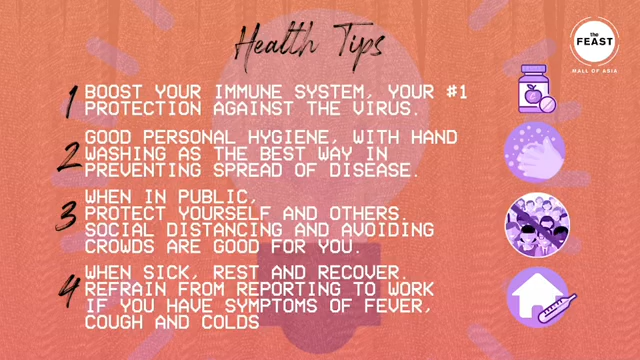 Health Tips
the
FEAST
MALL OF ASIA
1 BOOST YOUR IMMUNE SYSTEM, YOUR #1
PROTECTION AGAINST THE VIRUS.
2 GOOD PERSONAL HYGIENE, WITH HAND
WASHING AS THE BEST WAY IN
PREVENTING SPREAD OF DISEASE.
3 WHEN IN PUBLIC,
PROTECT YOURSELF AND OTHERS.
SOCIAL DISTANCING AND AVOIDING
CROWDS ARE GOOD FOR YOU.
4 WHEN SICK, REST AND RECOVER.
REFRAIN FROM REPORTING TO WORK
IF YOU HAVE SYMPTOMS OF FEVER,
COUGH AND COLDS